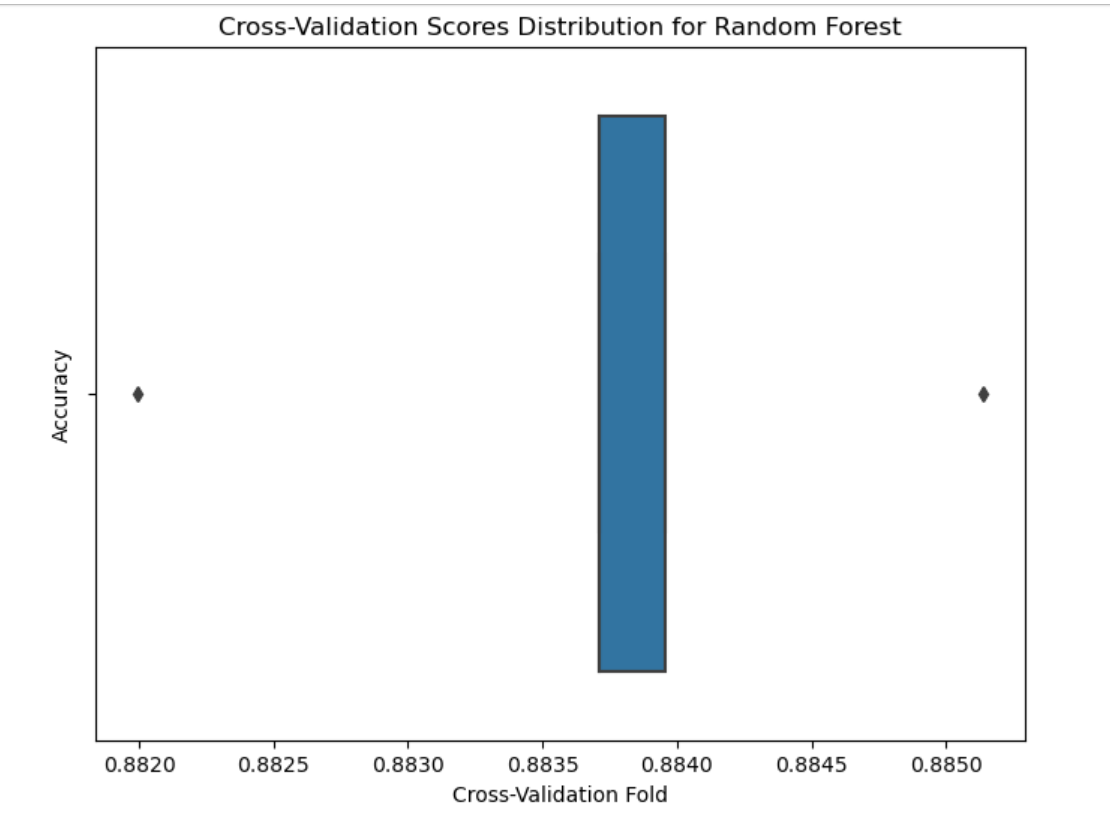 Cross-Validation Scores Distribution for Random Forest
Accuracy
0.8820 0.8825 0.8830 0.8835 0.8840 0.8845 0.8850
Cross-Validation Fold